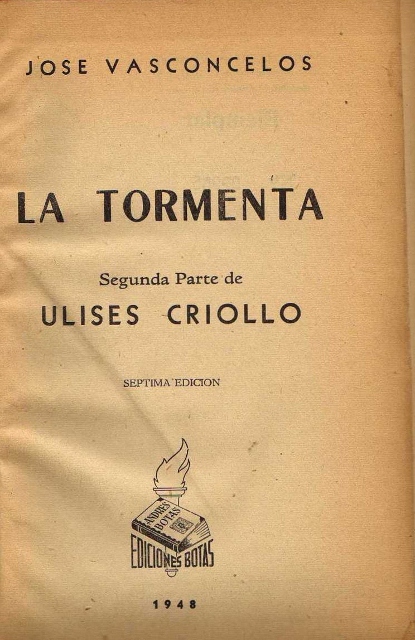 JOSE VASCONCELOS
LA TORMENTA
Segunda Parte de
ULISES CRIOLLO
SEPTIMA EDICION
ANDRES
BOTAS
EDICIONES BOTAS
1948